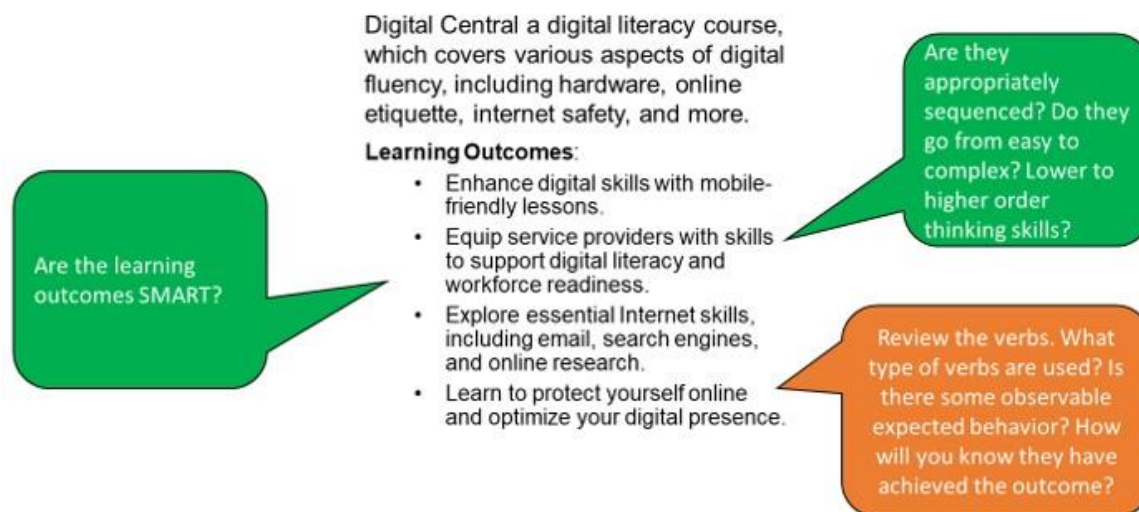 Digital Central a digital literacy course,
which covers various aspects of digital
fluency, including hardware, online
etiquette, internet safety, and more.
Learning Outcomes:
• Enhance digital skills with mobile-
friendly lessons.
• Equip service providers with skills
to support digital literacy and
workforce readiness.
• Explore essential Internet skills,
including email, search engines,
and online research.
• Learn to protect yourself online
and optimize your digital presence.
Are the learning
outcomes SMART?
Are they
appropriately
sequenced? Do they
go from easy to
complex? Lower to
higher order
thinking skills?
Review the verbs. What
type of verbs are used? Is
there some observable
expected behavior? How
will you know they have
achieved the outcome?